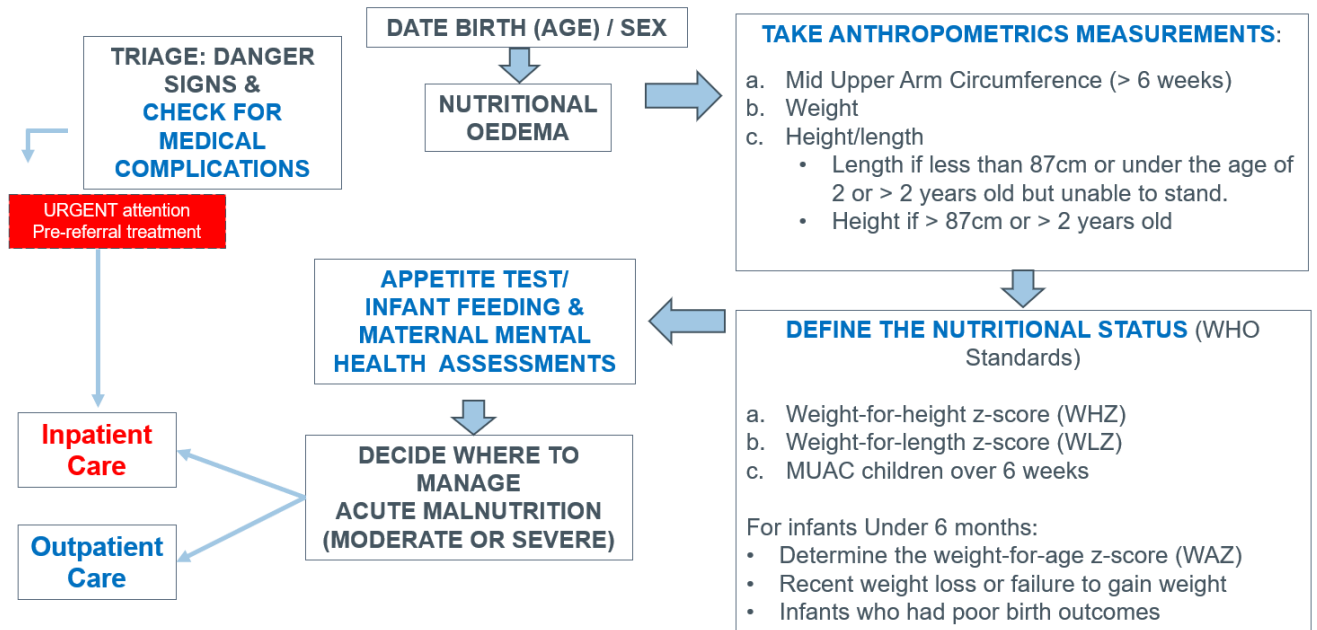 TRIAGE: DANGER
SIGNS &
CHECK FOR
MEDICAL
COMPLICATIONS
URGENT attention
Pre-referral treatment
DATE BIRTH (AGE) / SEX
NUTRITIONAL
OEDEMA
TAKE ANTHROPOMETRICS MEASUREMENTS:
a. Mid Upper Arm Circumference (> 6 weeks)
b. Weight
c. Height/length
• Length if less than 87cm or under the age of
2 or > 2 years old but unable to stand.
• Height if > 87cm or > 2 years old
DEFINE THE NUTRITIONAL STATUS (WHO
Standards)
a. Weight-for-height z-score (WHZ)
b. Weight-for-length z-score (WLZ)
c. MUAC children over 6 weeks
For infants Under 6 months:
• Determine the weight-for-age z-score (WAZ)
• Recent weight loss or failure to gain weight
• Infants who had poor birth outcomes
APPETITE TEST/
INFANT FEEDING &
MATERNAL MENTAL
HEALTH ASSESSMENTS
DECIDE WHERE TO
MANAGE
ACUTE MALNUTRITION
(MODERATE OR SEVERE)
Inpatient
Care
Outpatient
Care